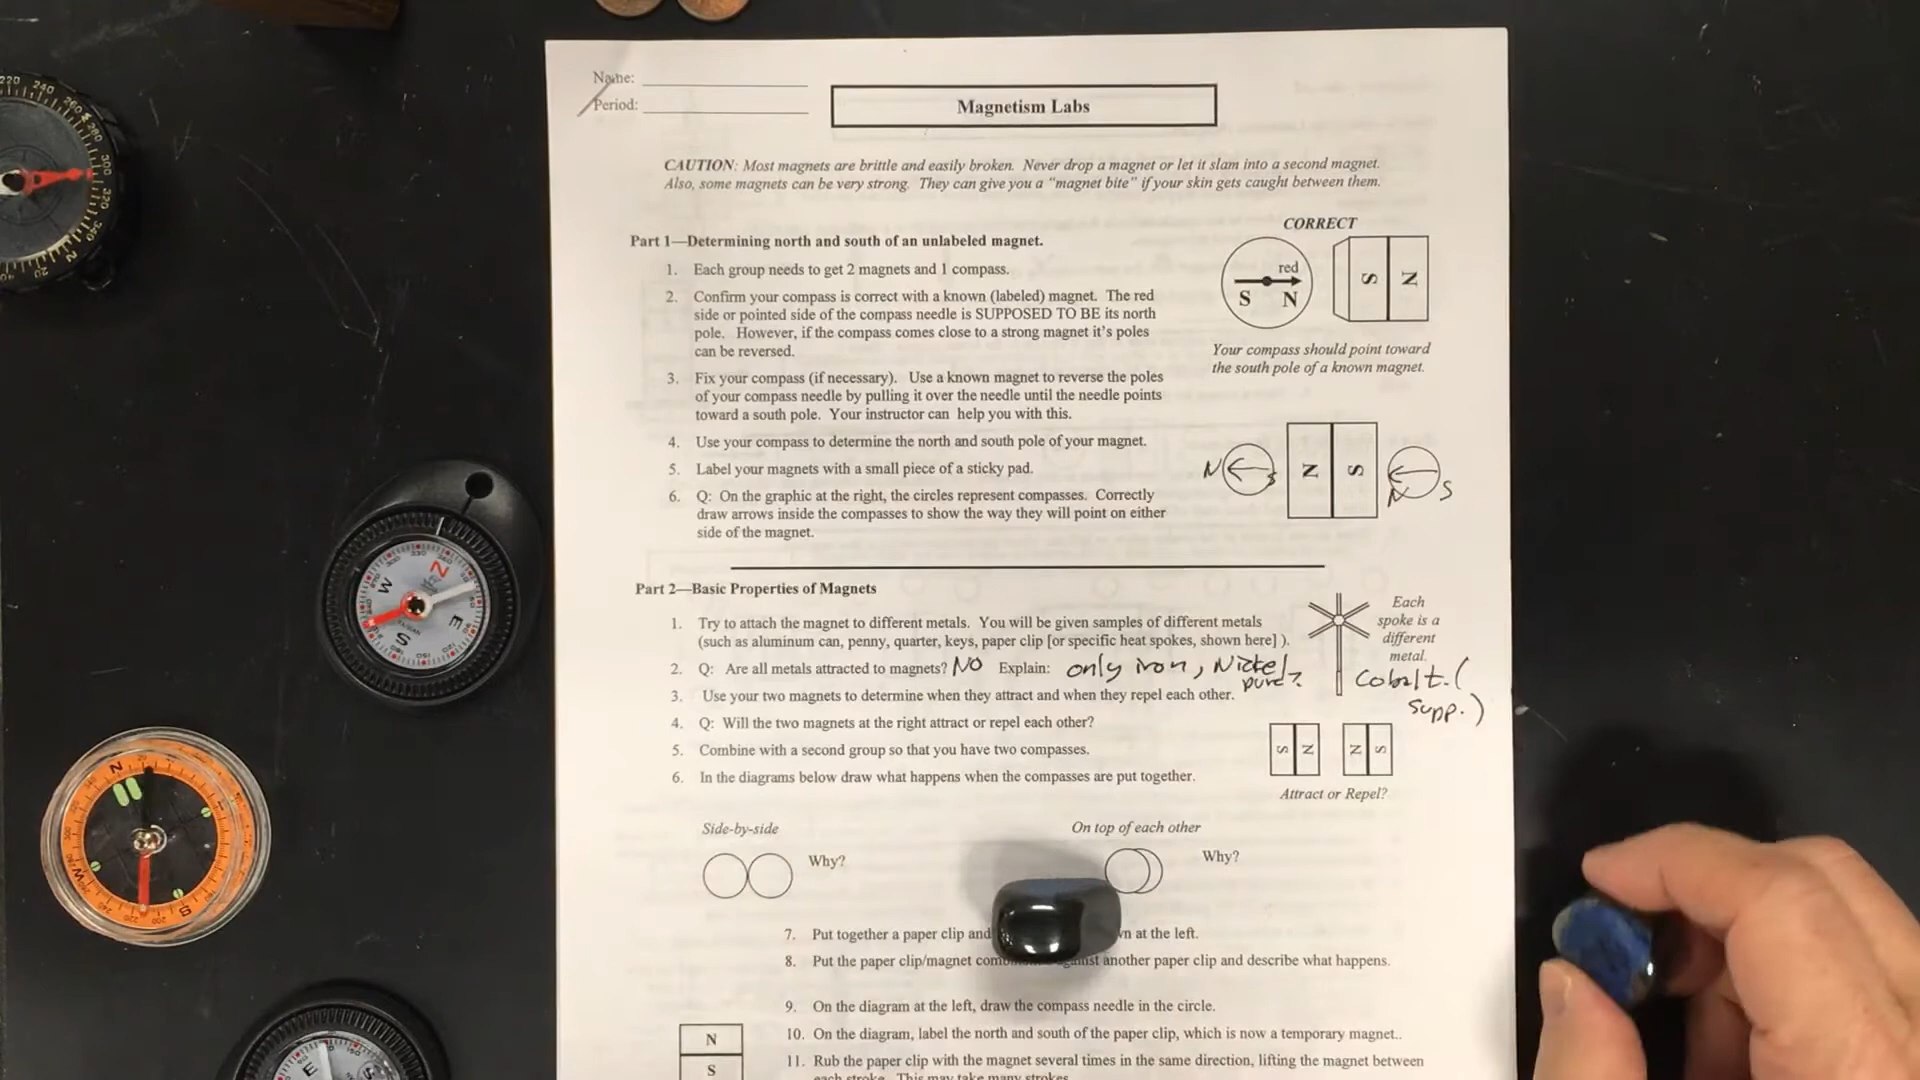 Name:
Period:
Magnetism Labs
CAUTION: Most magnets are brittle and easily broken. Never drop a magnet or let it slam into a second magnet.
Also, some magnets can be very strong. They can give you a "magnet bite" if your skin gets caught between them.
Part 1—Determining north and south of an unlabeled magnet.
1. Each group needs to get 2 magnets and 1 compass.
2. Confirm your compass is correct with a known (labeled) magnet. The red
side or pointed side of the compass needle is SUPPOSED TO BE its north
pole. However, if the compass comes close to a strong magnet it's poles
can be reversed.
3. Fix your compass (if necessary). Use a known magnet to reverse the poles
of your compass needle by pulling it over the needle until the needle points
toward a south pole. Your instructor can help you with this.
4. Use your compass to determine the north and south pole of your magnet.
5. Label your magnets with a small piece of a sticky pad.
6. Q: On the graphic at the right, the circles represent compasses. Correctly
draw arrows inside the compasses to show the way they will point on either
side of the magnet.
CORRECT
red
S N
S N
Your compass should point toward
the south pole of a known magnet.
N S N S N S
Part 2—Basic Properties of Magnets
1. Try to attach the magnet to different metals. You will be given samples of different metals
(such as aluminum can, penny, quarter, keys, paper clip [or specific heat spokes, shown here] ).
2. Q: Are all metals attracted to magnets? NO Explain: only iron, Nickel
3. Use your two magnets to determine when they attract and when they repel each other.
4. Q: Will the two magnets at the right attract or repel each other?
5. Combine with a second group so that you have two compasses.
6. In the diagrams below draw what happens when the compasses are put together.
Each
spoke is a
different
metal.
Cobalt. (
supp.)
S N N S
Attract or Repel?
Side-by-side
Why?
On top of each other
Why?
7. Put together a paper clip and at the left.
8. Put the paper clip/magnet another paper clip and describe what happens.
9. On the diagram at the left, draw the compass needle in the circle.
10. On the diagram, label the north and south of the paper clip, which is now a temporary magnet..
11. Rub the paper clip with the magnet several times in the same direction, lifting the magnet between
each stroke. This may take many strokes.
N
S
220 240 260 280 300 320 340 N 20
N
E
S
W
N
S
W
E
S